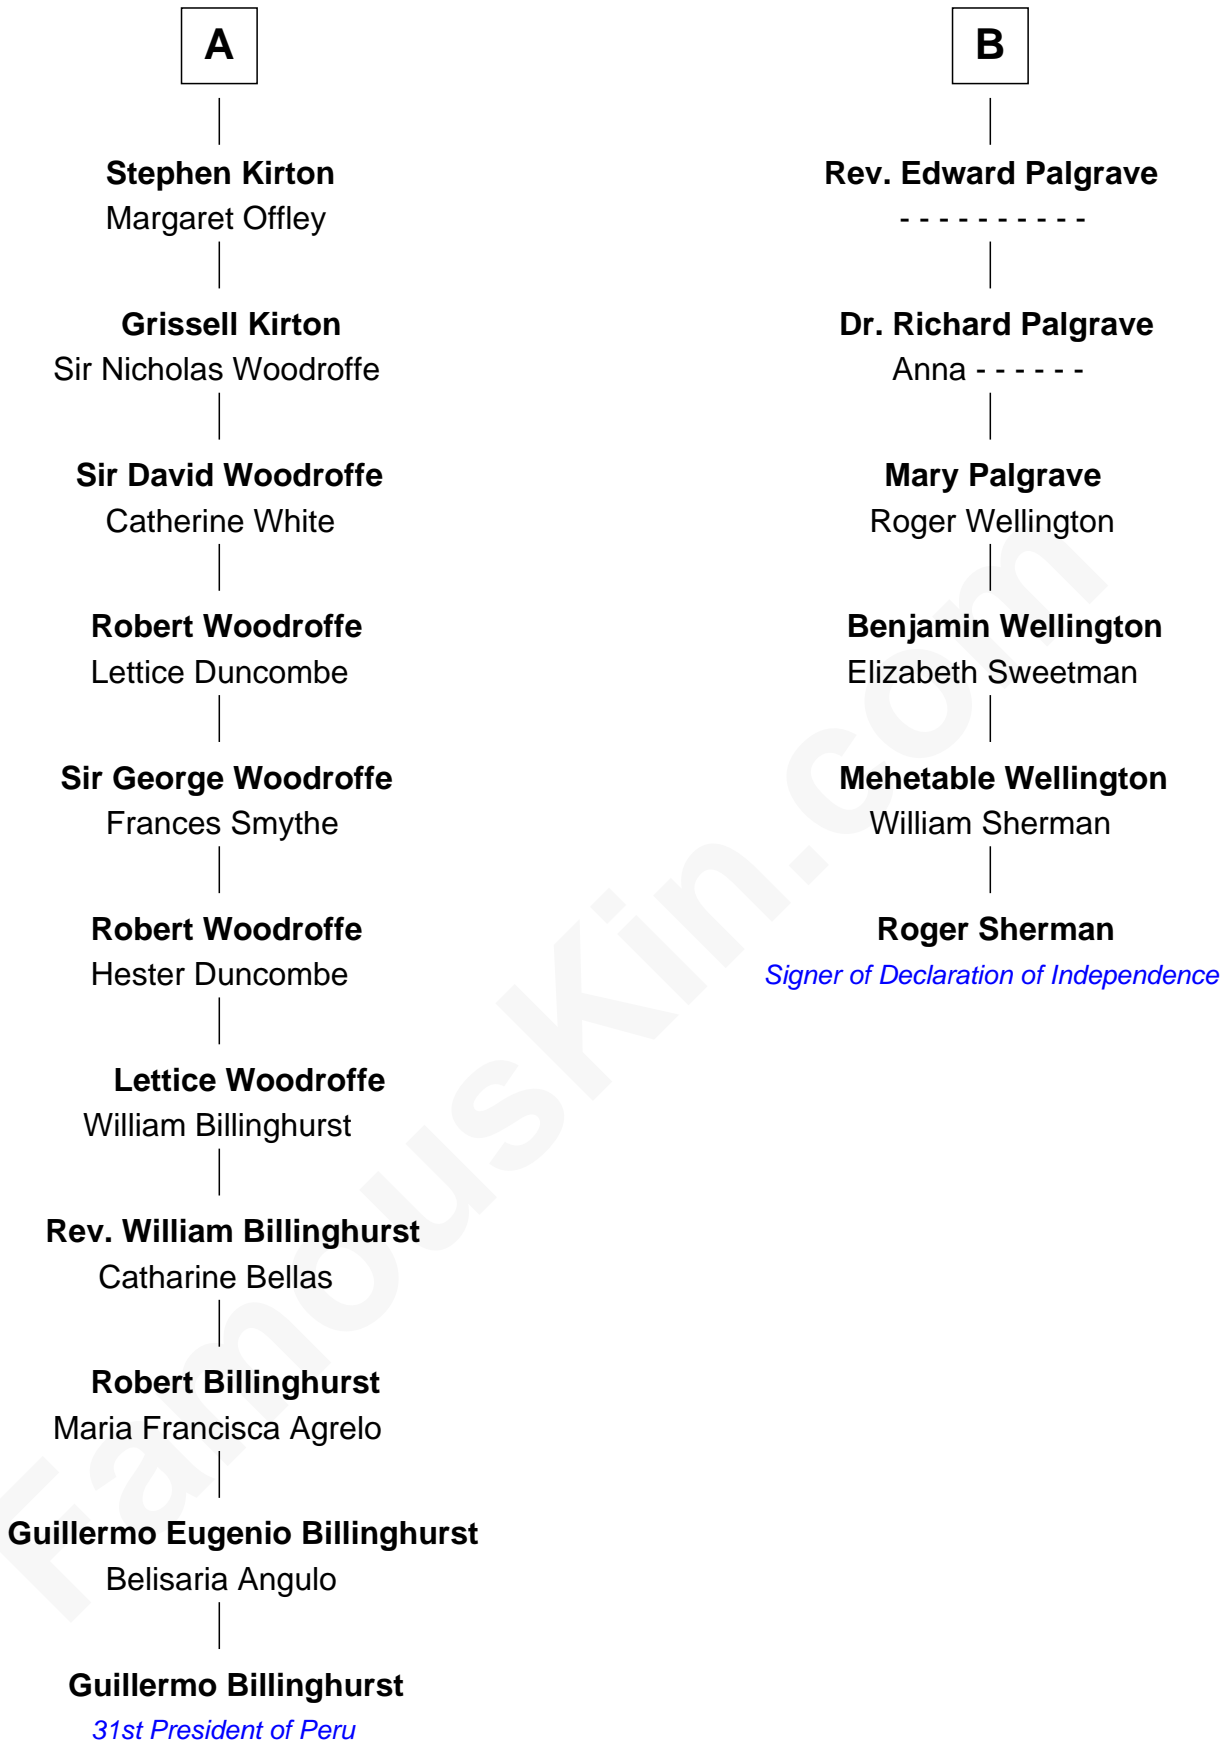 A
Stephen Kirton
Margaret Offley
Grissell Kirton
Sir Nicholas Woodroffe
Sir David Woodroffe
Catherine White
Robert Woodroffe
Lettice Duncombe
Sir George Woodroffe
Frances Smythe
Robert Woodroffe
Hester Duncombe
Lettice Woodroffe
William Billinghurst
Rev. William Billinghurst
Catharine Bellas
Robert Billinghurst
Maria Francisca Agrelo
Guillermo Eugenio Billinghurst
Belisaria Angulo
Guillermo Billinghurst
31st President of Peru
B
Rev. Edward Palgrave
- - - - - - - - - -
Dr. Richard Palgrave
Anna - - - - - -
Mary Palgrave
Roger Wellington
Benjamin Wellington
Elizabeth Sweetman
Mehetable Wellington
William Sherman
Roger Sherman
Signer of Declaration of Independence
FamousKin.com